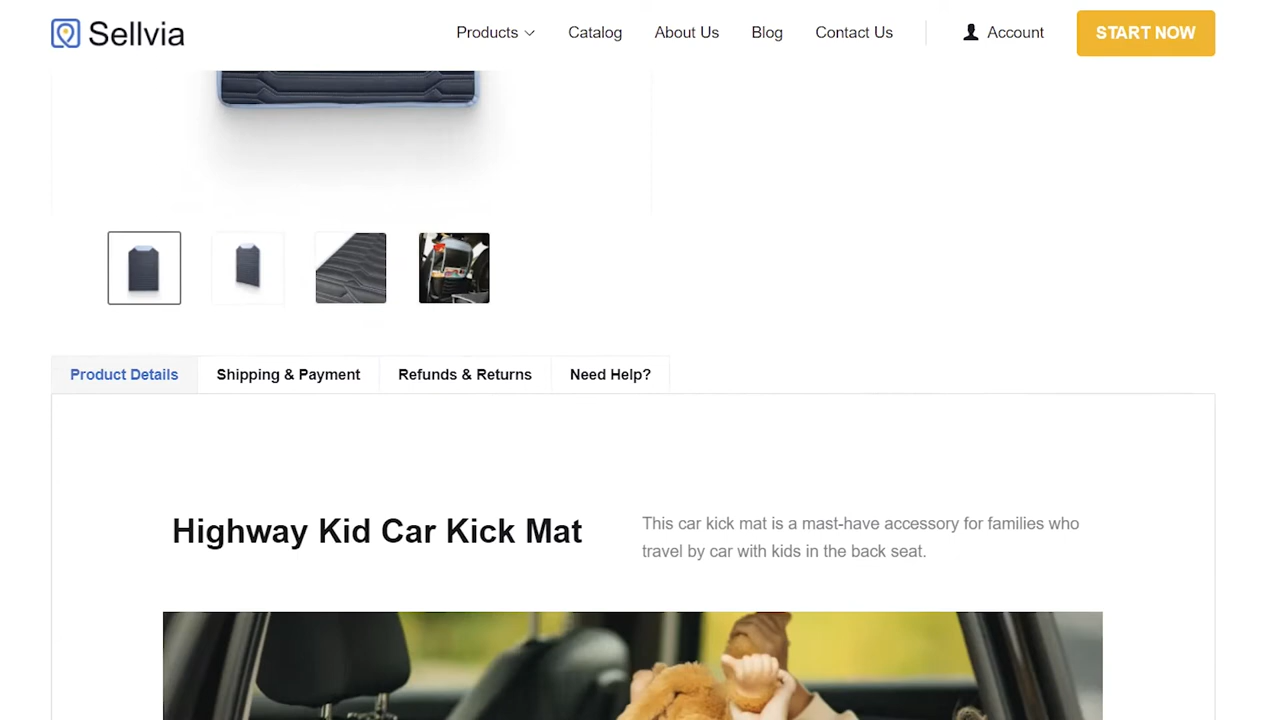 Sellvia
Products
Catalog
About Us
Blog
Contact Us
Account
START NOW
Product Details
Shipping & Payment
Refunds & Returns
Need Help?
Highway Kid Car Kick Mat
This car kick mat is a mast-have accessory for families who
travel by car with kids in the back seat.